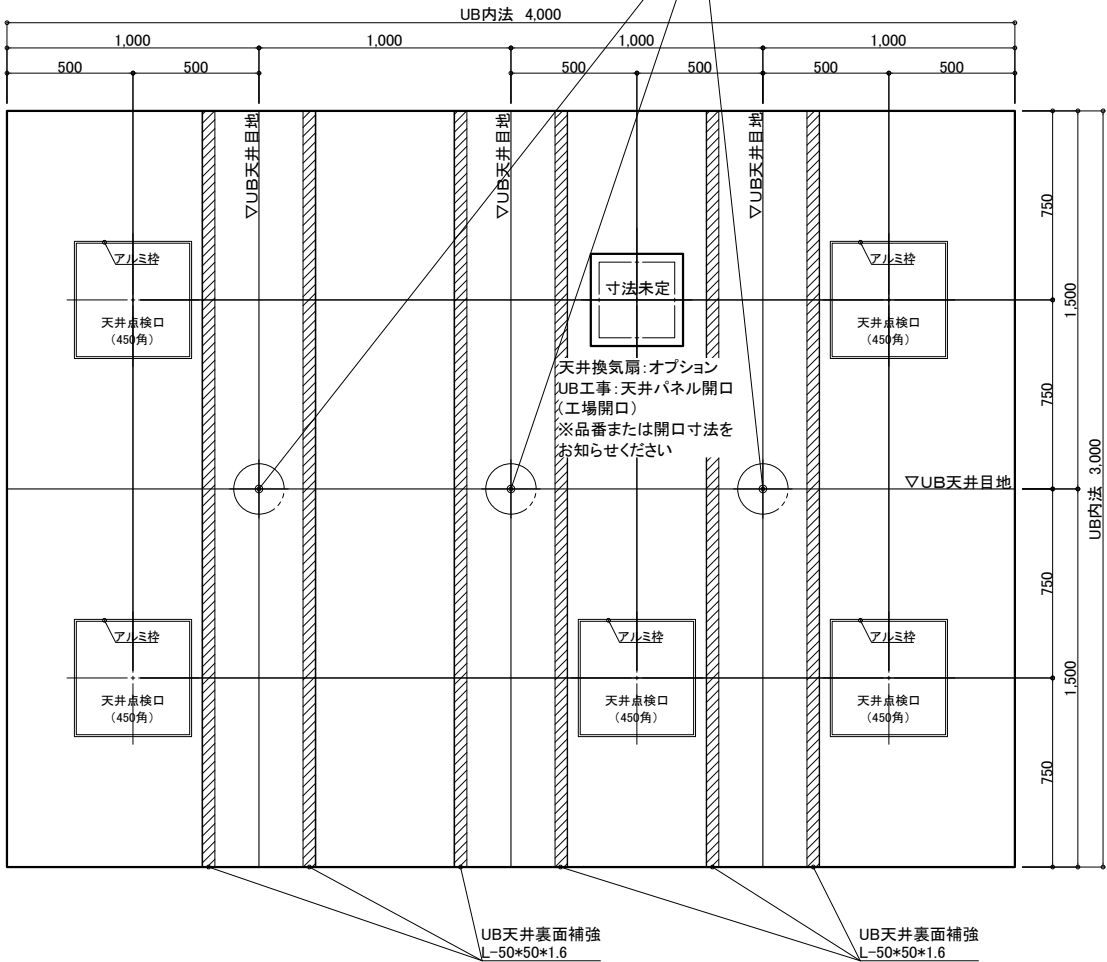 UB内法 4,000
1,000
1,000
1,000
1,000
500
500
500
500
500
500
▽UB天井目地
▽UB天井目地
▽UB天井目地
750
アルミ枠
天井点検口
(450角)
寸法未定
アルミ枠
天井点検口
(450角)
1,500
天井換気扇:オプション
UB工事:天井パネル開口
(工場開口)
※品番または開口寸法を
お知らせください
750
▽UB天井目地
UB内法 3,000
750
アルミ枠
天井点検口
(450角)
アルミ枠
天井点検口
(450角)
アルミ枠
天井点検口
(450角)
1,500
750
UB天井裏面補強
L-50*50*1.6
UB天井裏面補強
L-50*50*1.6